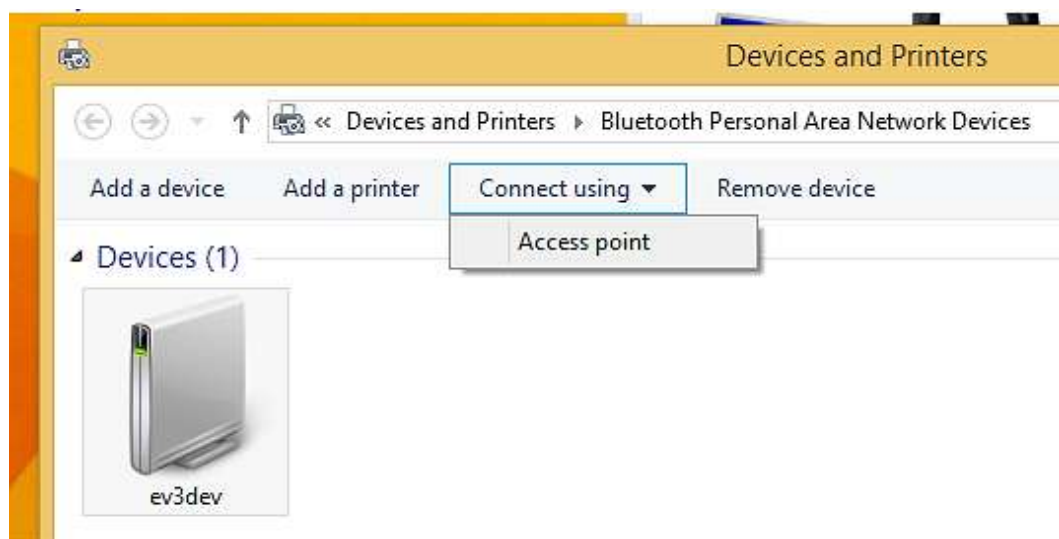 Devices and Printers
« Devices and Printers ▸ Bluetooth Personal Area Network Devices
Add a device Add a printer Connect using ▾ Remove device
Access point
Devices (1)
ev3dev